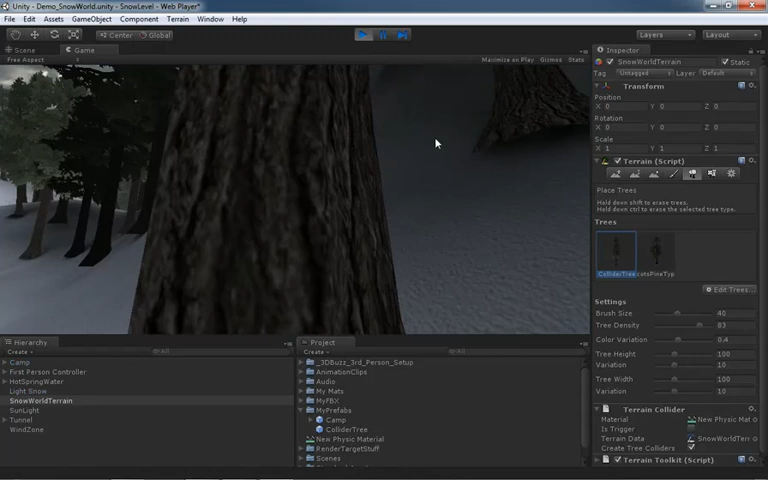 Unity - Demo_SnowWorld.unity - SnowLevel - Web Player*
File Edit Assets GameObject Component Terrain Window Help
Center Global Layers Layout
Scene Game
Free Aspect Maximize on Play Gizmos Stats
Inspector
SnowWorldTerrain Static
Tag Untagged Layer Default
Transform
Position
X 0 Y 0 Z 0
Rotation
X 0 Y 0 Z 0
Scale
X 1 Y 1 Z 1
Terrain (Script)
Place Trees
Hold down shift to erase trees.
Hold down ctrl to erase the selected tree type.
Trees
ColliderTree cotsPineTyp
Edit Trees...
Settings
Brush Size 40
Tree Density 83
Color Variation 0.4
Tree Height 100
Variation 10
Tree Width 100
Variation 10
Terrain Collider
Material New Physic Mat
Is Trigger
Terrain Data SnowWorldTerr
Create Tree Colliders
Terrain Toolkit (Script)
Hierarchy
Create All
Camp
First Person Controller
HotSpringWater
Light Snow
SnowWorldTerrain
SunLight
Tunnel
WindZone
Project
Create All
_3DBuzz_3rd_Person_Setup
AnimationClips
Audio
My Mats
MyFBX
MyPrefabs
Camp
ColliderTree
New Physic Material
RenderTargetStuff
Scenes